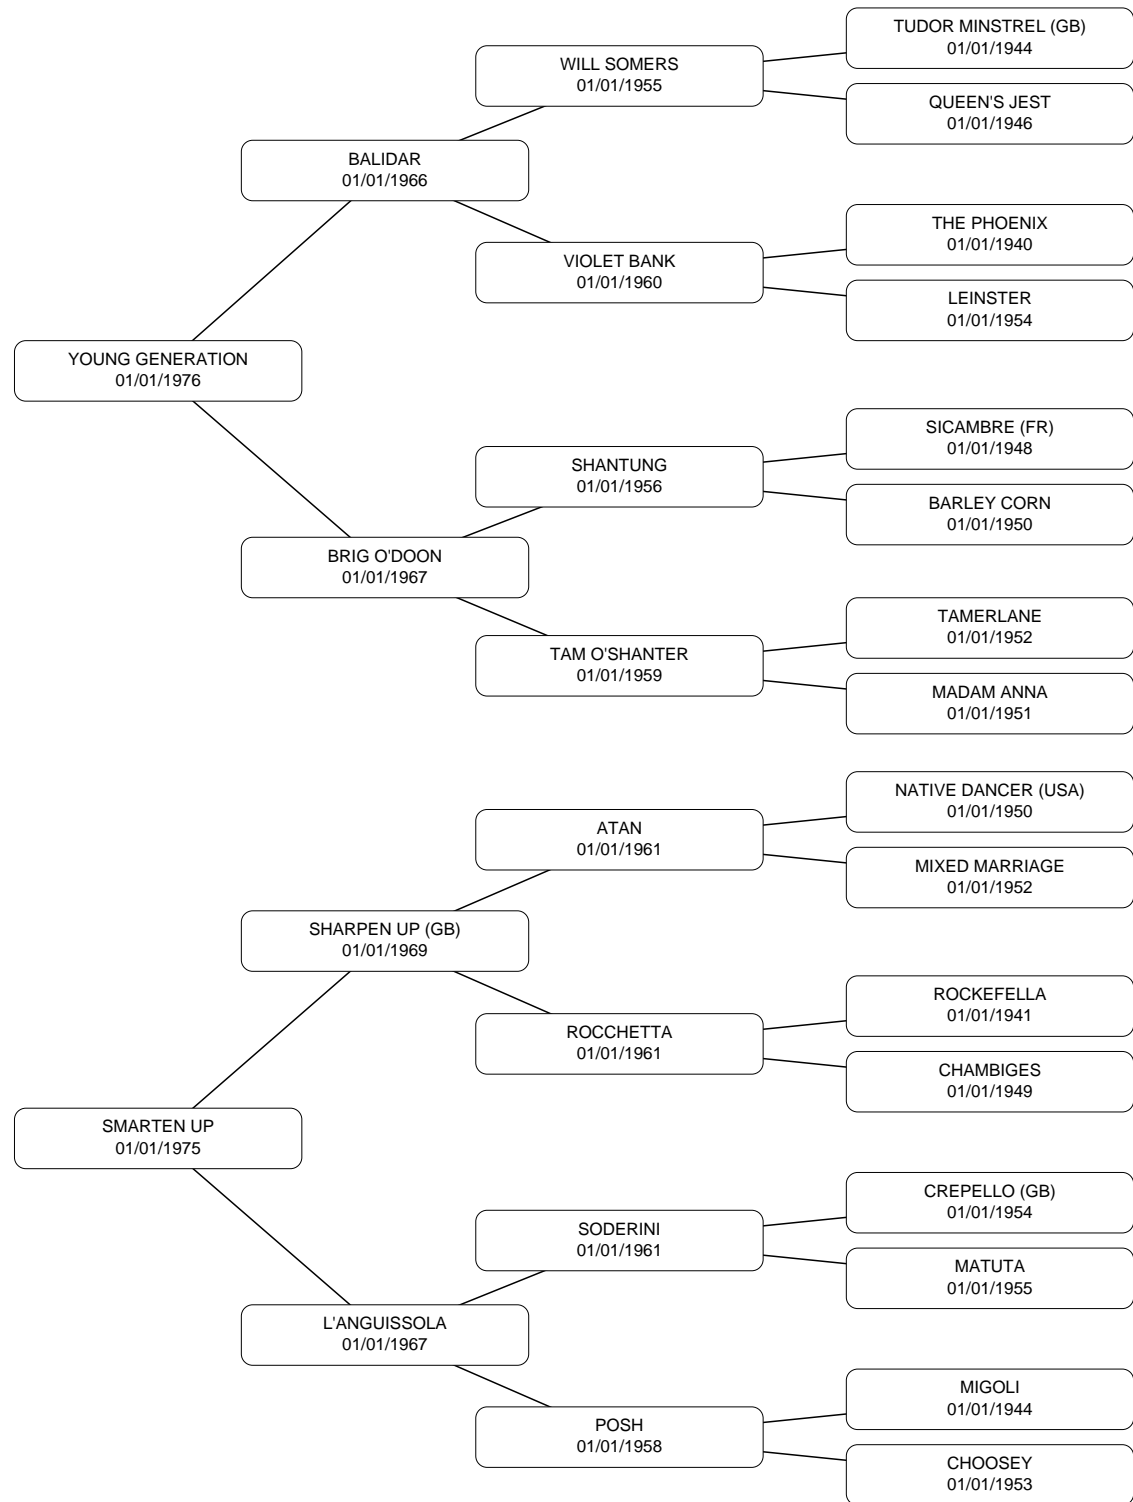 TUDOR MINSTREL (GB)
01/01/1944
WILL SOMERS
01/01/1955
QUEEN'S JEST
01/01/1946
BALIDAR
01/01/1966
THE PHOENIX
01/01/1940
VIOLET BANK
01/01/1960
LEINSTER
01/01/1954
YOUNG GENERATION
01/01/1976
SICAMBRE (FR)
01/01/1948
SHANTUNG
01/01/1956
BARLEY CORN
01/01/1950
BRIG O'DOON
01/01/1967
TAMERLANE
01/01/1952
TAM O'SHANTER
01/01/1959
MADAM ANNA
01/01/1951
NATIVE DANCER (USA)
01/01/1950
ATAN
01/01/1961
MIXED MARRIAGE
01/01/1952
SHARPEN UP (GB)
01/01/1969
ROCKEFELLA
01/01/1941
ROCCHETTA
01/01/1961
CHAMBIGES
01/01/1949
SMARTEN UP
01/01/1975
CREPELLO (GB)
01/01/1954
SODERINI
01/01/1961
MATUTA
01/01/1955
L'ANGUISSOLA
01/01/1967
MIGOLI
01/01/1944
POSH
01/01/1958
CHOOSEY
01/01/1953